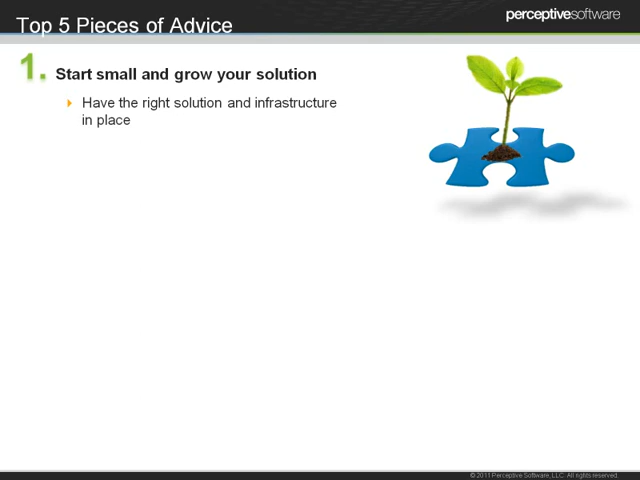 Top 5 Pieces of Advice
perceptivesoftware
1. Start small and grow your solution
Have the right solution and infrastructure
in place
© 2011 Perceptive Software, LLC. All rights reserved.